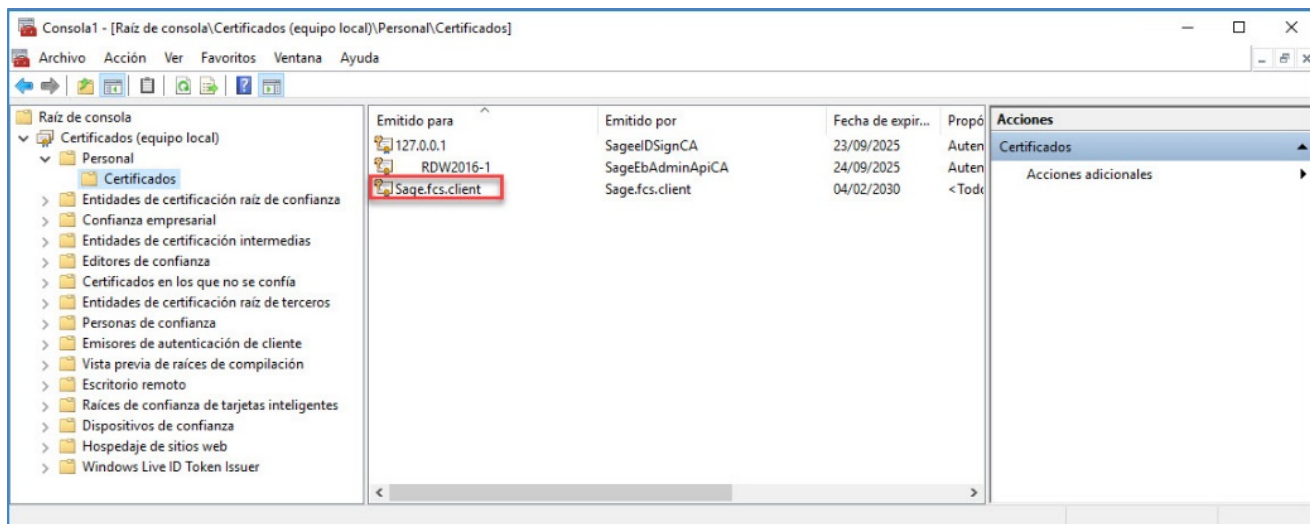 Consola1 - [Raíz de consola\Certificados (equipo local)\Personal\Certificados]
Archivo Acción Ver Favoritos Ventana Ayuda
Raíz de consola
Certificados (equipo local)
Personal
Certificados
Entidades de certificación raíz de confianza
Confianza empresarial
Entidades de certificación intermedias
Editores de confianza
Certificados en los que no se confía
Entidades de certificación raíz de terceros
Personas de confianza
Emisores de autenticación de cliente
Vista previa de raíces de compilación
Escritorio remoto
Raíces de confianza de tarjetas inteligentes
Dispositivos de confianza
Hospedaje de sitios web
Windows Live ID Token Issuer
Emitido para Emitido por Fecha de expir... Propó
127.0.0.1 SageeIDSignCA 23/09/2025 Auten
RDW2016-1 SageEbAdminApiCA 24/09/2025 Auten
Sage.fcs.client Sage.fcs.client 04/02/2030 <Todo
Acciones
Certificados
Acciones adicionales